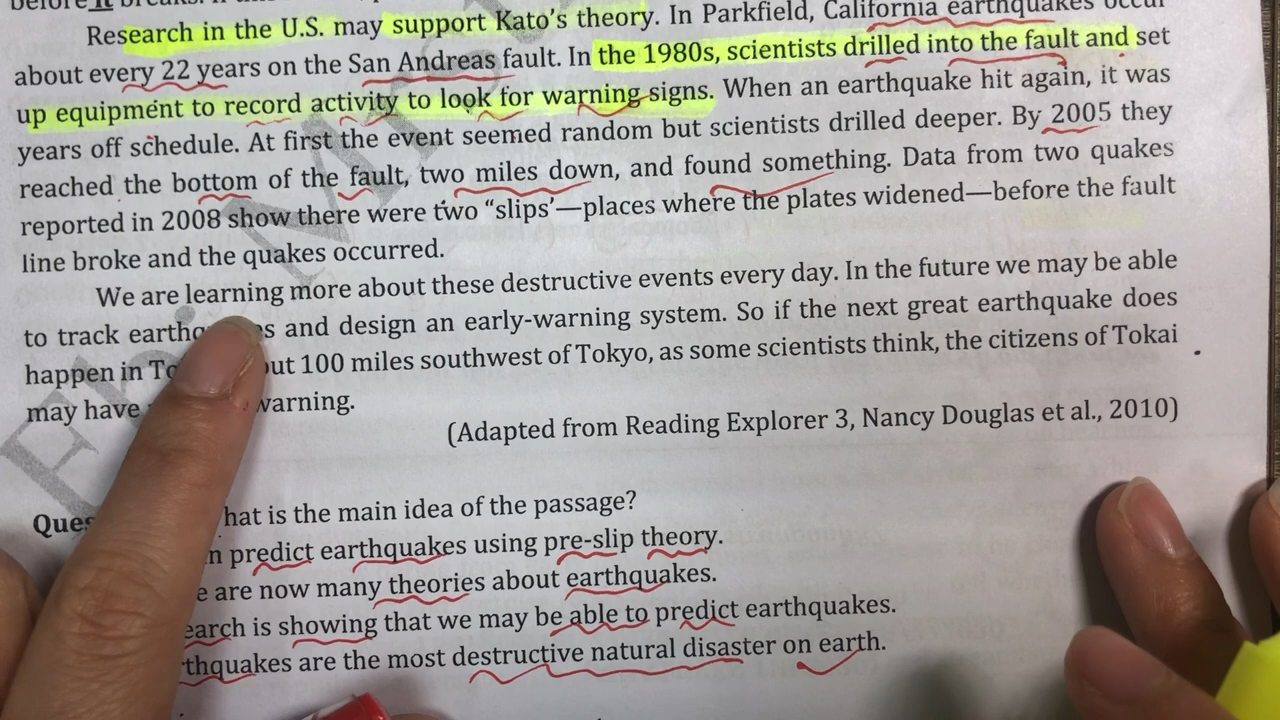 before it breaks. If
Research in the U.S. may support Kato's theory. In Parkfield, California earthquakes occur
about every 22 years on the San Andreas fault. In the 1980s, scientists drilled into the fault and set
up equipment to record activity to look for warning signs. When an earthquake hit again, it was
years off schedule. At first the event seemed random but scientists drilled deeper. By 2005 they
reached the bottom of the fault, two miles down, and found something. Data from two quakes
reported in 2008 show there were two “slips’—places where the plates widened—before the fault
line broke and the quakes occurred.
We are learning more about these destructive events every day. In the future we may be able
to track and design an early-warning system. So if the next great earthquake does
happen in 100 miles southwest of Tokyo, as some scientists think, the citizens of Tokai
may have warning.
(Adapted from Reading Explorer 3, Nancy Douglas et al., 2010)
is the main idea of the passage?
predict earthquakes using pre-slip theory.
are now many theories about earthquakes.
is showing that we may be able to predict earthquakes.
are the most destructive natural disaster on earth.